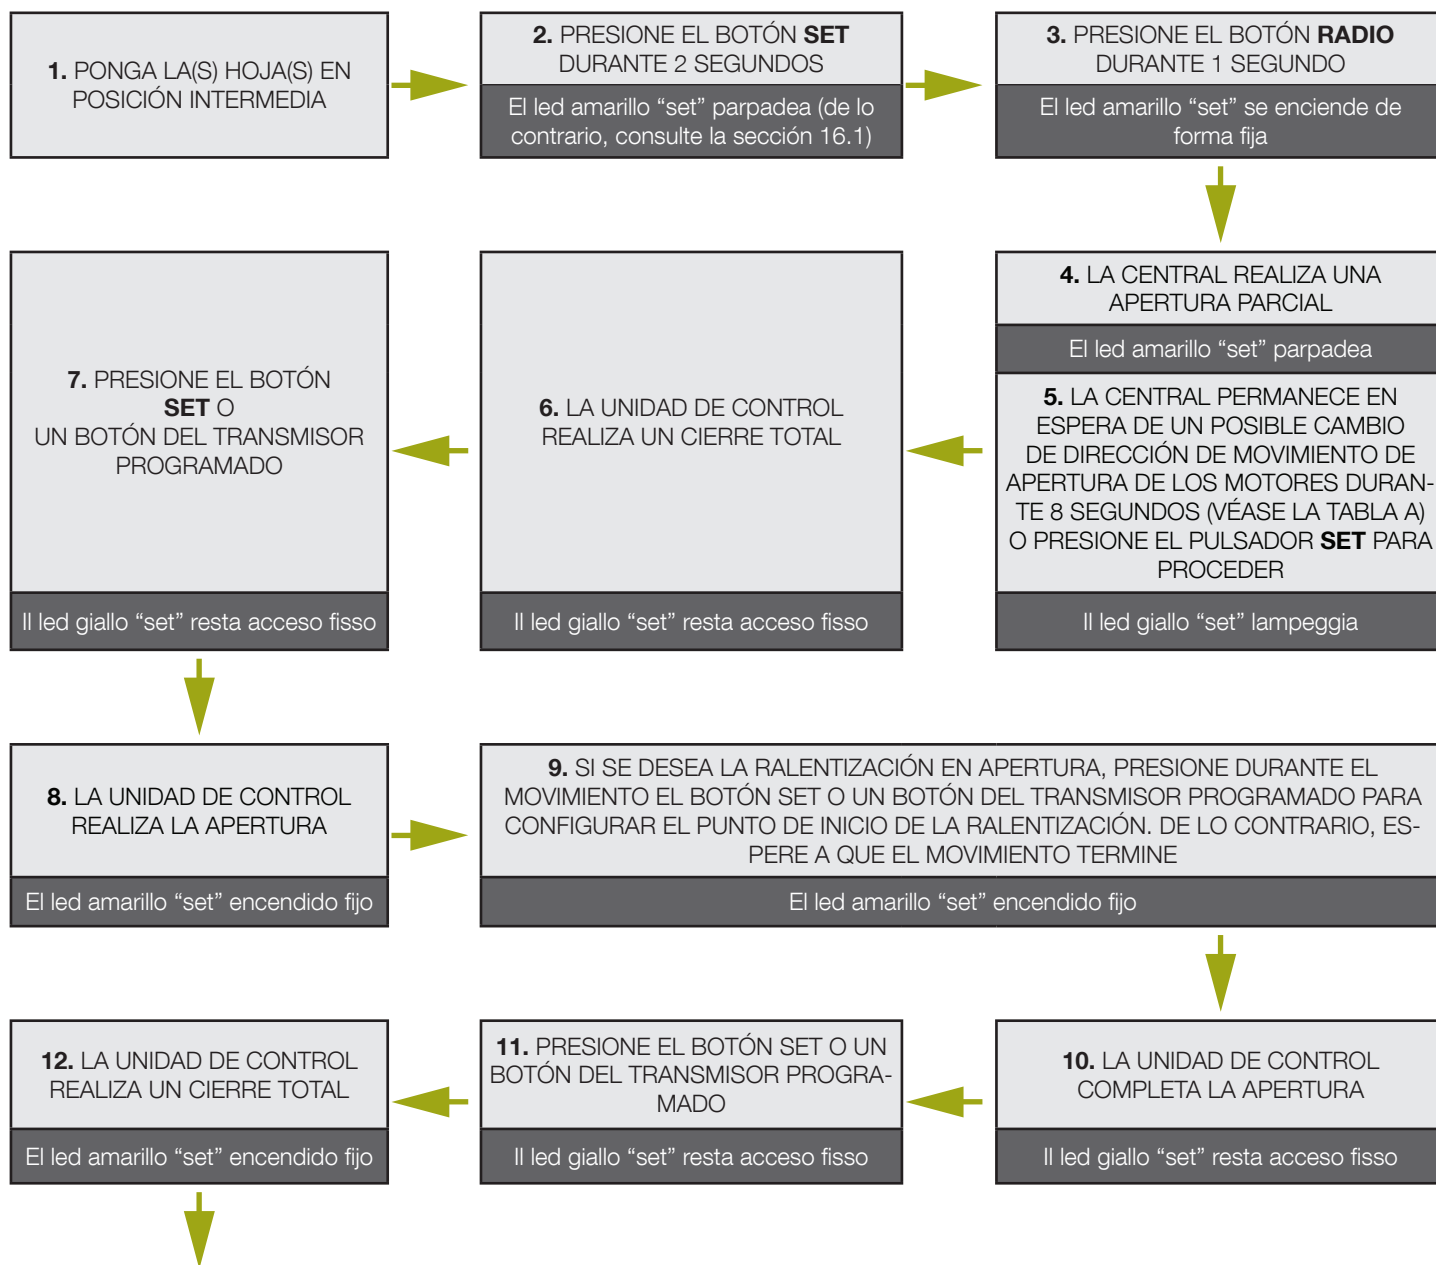 1. PONGA LA(S) HOJA(S) EN
POSICIÓN INTERMEDIA
2. PRESIONE EL BOTÓN SET
DURANTE 2 SEGUNDOS
El led amarillo “set” parpadea (de lo
contrario, consulte la sección 16.1)
3. PRESIONE EL BOTÓN RADIO
DURANTE 1 SEGUNDO
El led amarillo “set” se enciende de
forma fija
4. LA CENTRAL REALIZA UNA
APERTURA PARCIAL
El led amarillo “set” parpadea
5. LA CENTRAL PERMANECE EN
ESPERA DE UN POSIBLE CAMBIO
DE DIRECCIÓN DE MOVIMIENTO DE
APERTURA DE LOS MOTORES DURAN-
TE 8 SEGUNDOS (VÉASE LA TABLA A)
O PRESIONE EL PULSADOR SET PARA
PROCEDER
Il led giallo “set” lampeggia
6. LA UNIDAD DE CONTROL
REALIZA UN CIERRE TOTAL
Il led giallo “set” resta acceso fisso
7. PRESIONE EL BOTÓN
SET O
UN BOTÓN DEL TRANSMISOR
PROGRAMADO
Il led giallo “set” resta acceso fisso
8. LA UNIDAD DE CONTROL
REALIZA LA APERTURA
El led amarillo “set” encendido fijo
9. SI SE DESEA LA RALENTIZACIÓN EN APERTURA, PRESIONE DURANTE EL
MOVIMIENTO EL BOTÓN SET O UN BOTÓN DEL TRANSMISOR PROGRAMADO PARA
CONFIGURAR EL PUNTO DE INICIO DE LA RALENTIZACIÓN. DE LO CONTRARIO, ES-
PERE A QUE EL MOVIMIENTO TERMINE
El led amarillo “set” encendido fijo
10. LA UNIDAD DE CONTROL
COMPLETA LA APERTURA
Il led giallo “set” resta acceso fisso
11. PRESIONE EL BOTÓN SET O UN
BOTÓN DEL TRANSMISOR PROGRA-
MADO
Il led giallo “set” resta acceso fisso
12. LA UNIDAD DE CONTROL
REALIZA UN CIERRE TOTAL
El led amarillo “set” encendido fijo